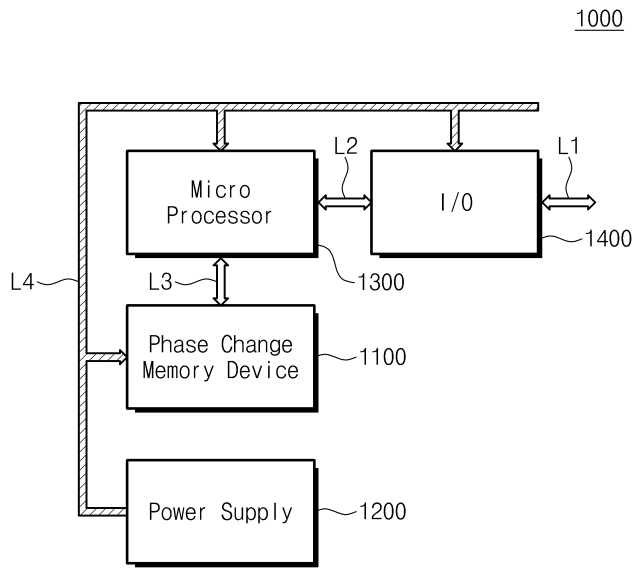 1000
L2
L1
Micro
Processor
I/O
1400
L4
L3
1300
Phase Change
Memory Device
1100
Power Supply
1200